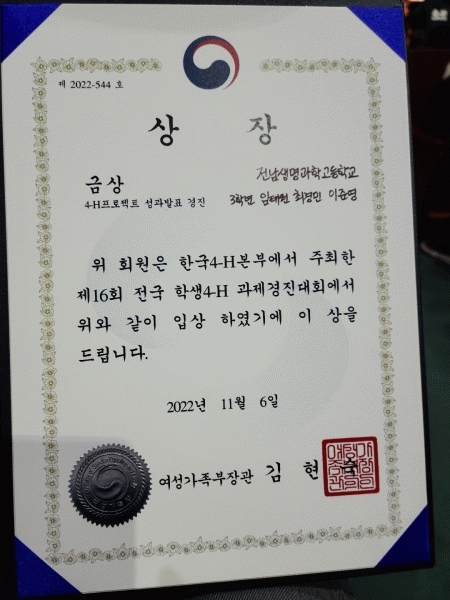 제 2022-544 호
상 장
금상
4-H프로젝트 성과발표 경진
전남생명과학고등학교
3학년 임태원 최경민 이준영
위 회원은 한국4-H본부에서 주최한
제16회 전국 학생4-H 과제경진대회에서
위와 같이 입상 하였기에 이 상을
드립니다.
2022년 11월 6일
여성가족부장관 김 현 숙